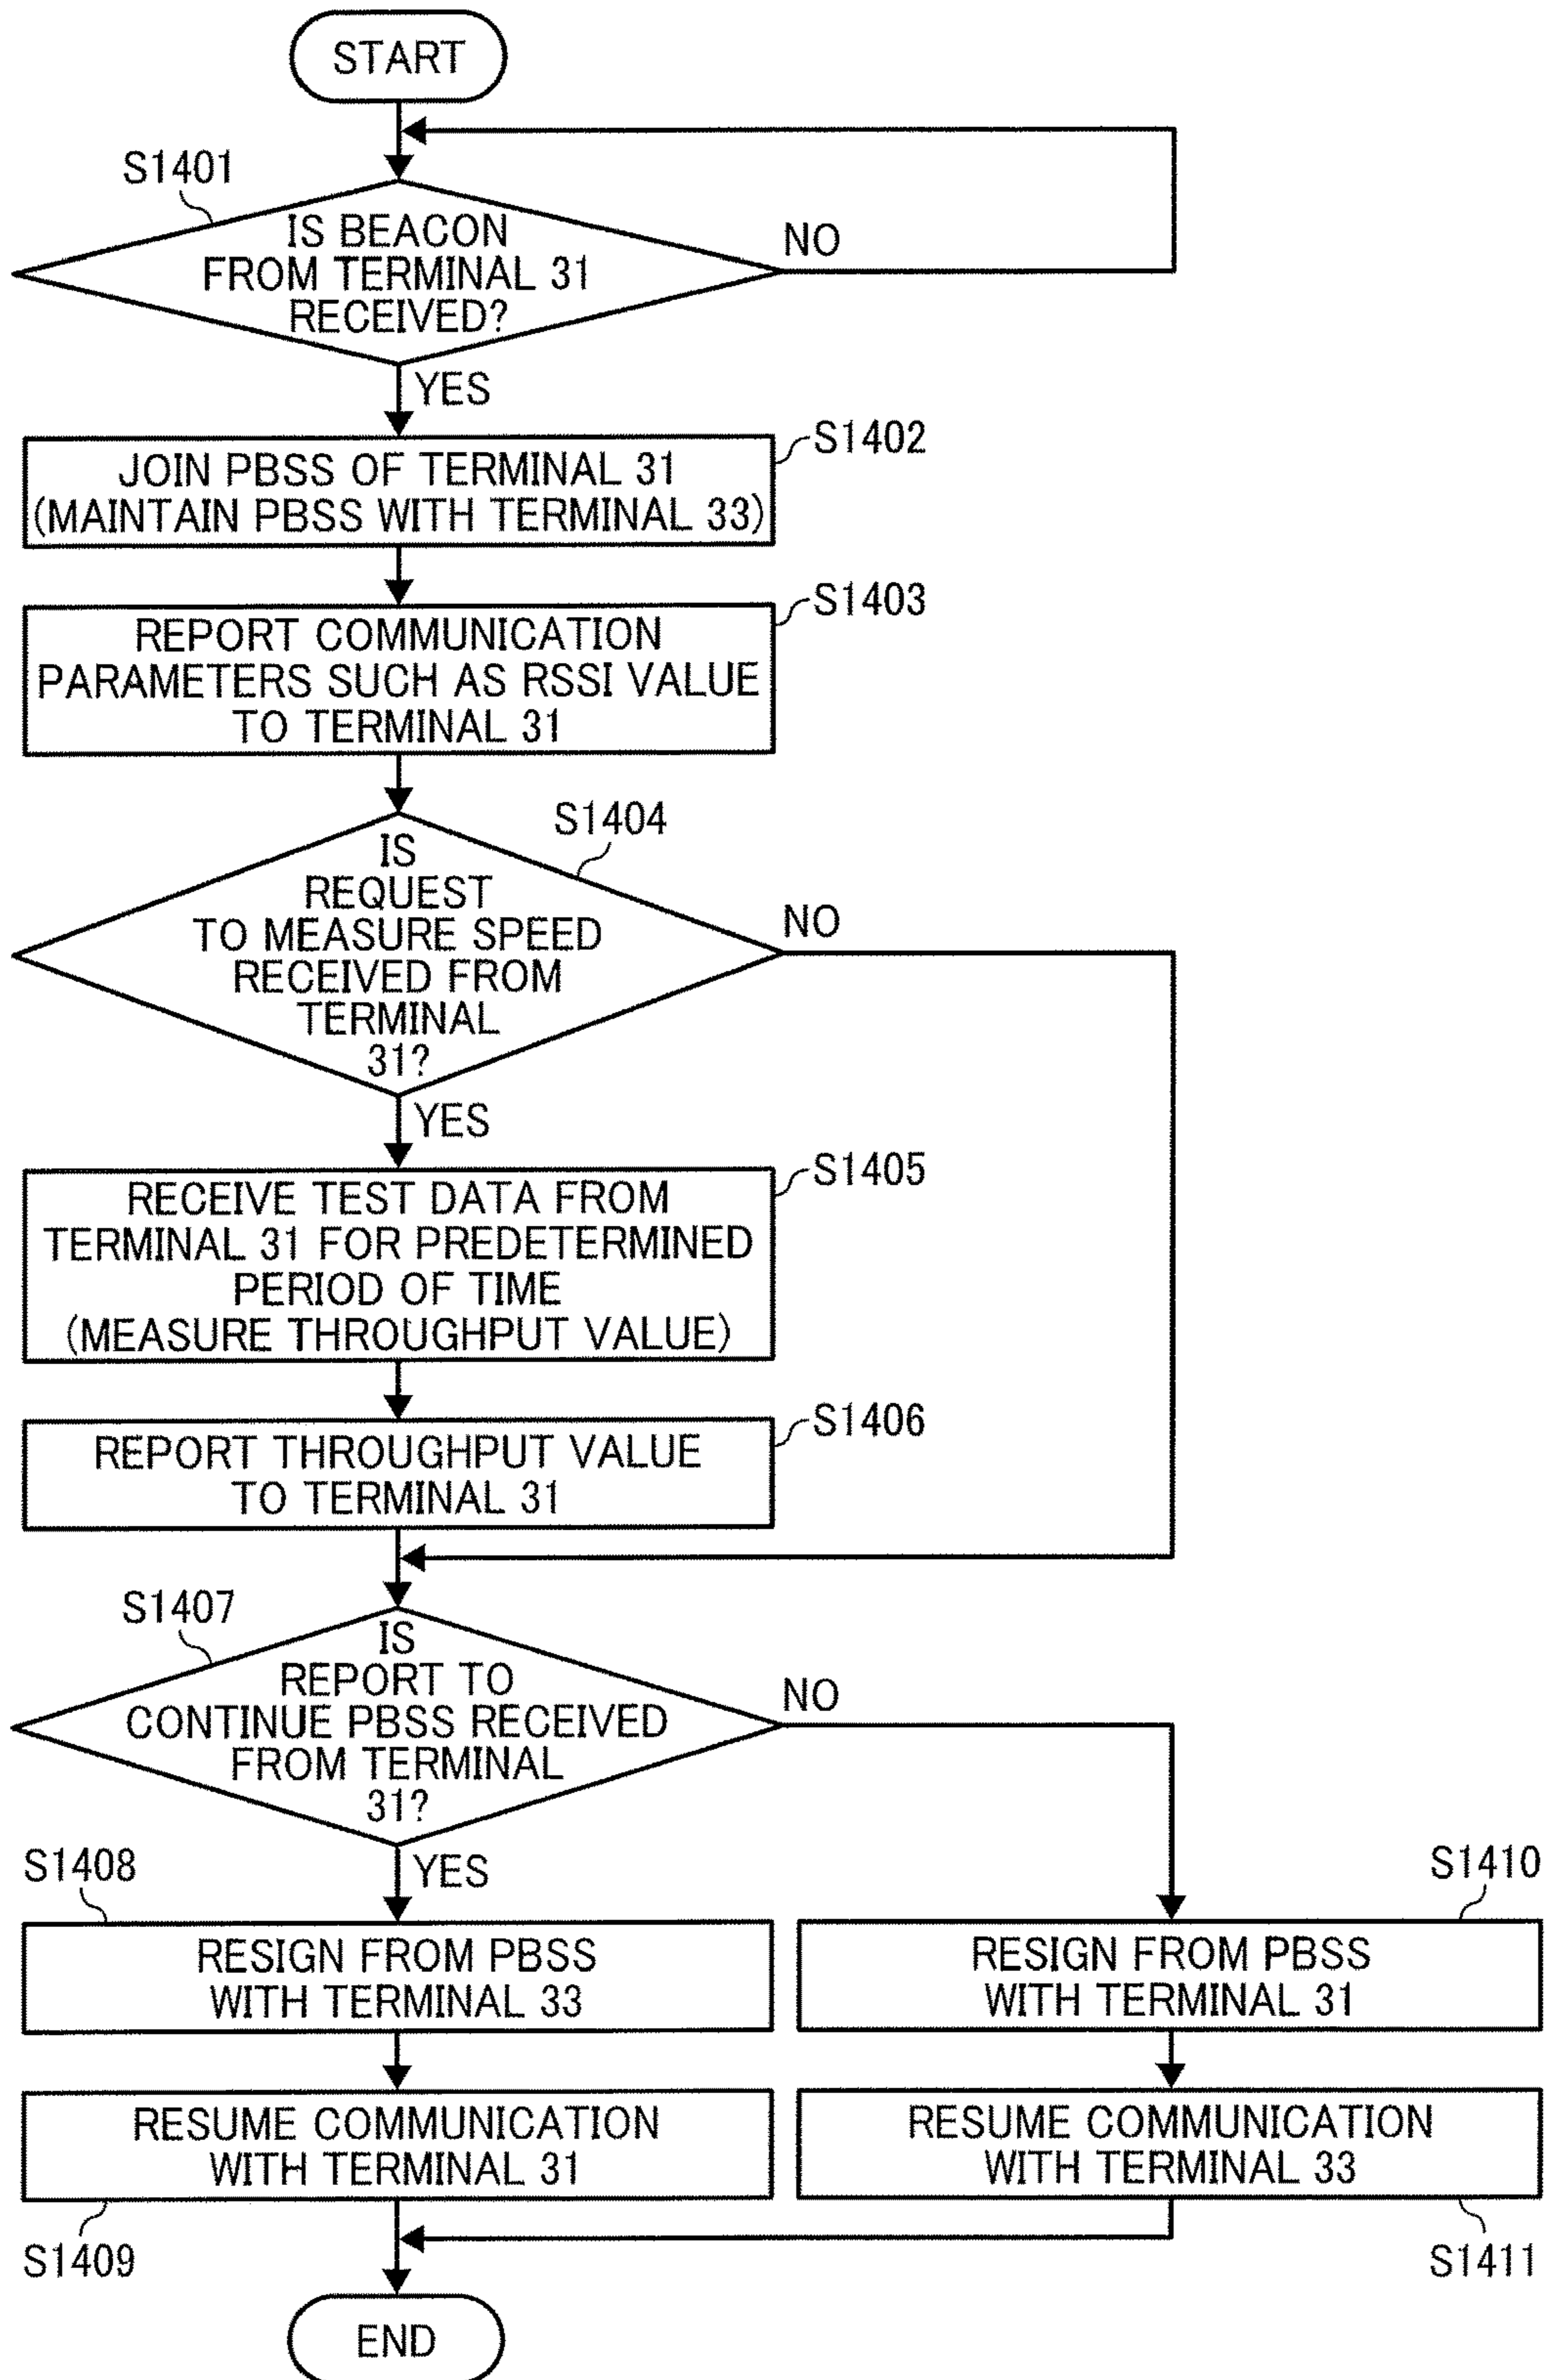 START
S1401
IS BEACON
FROM TERMINAL 31
RECEIVED?
NO
YES
S1402
JOIN PBSS OF TERMINAL 31
(MAINTAIN PBSS WITH TERMINAL 33)
S1403
REPORT COMMUNICATION
PARAMETERS SUCH AS RSSI VALUE
TO TERMINAL 31
S1404
IS
REQUEST
TO MEASURE SPEED
RECEIVED FROM
TERMINAL
31?
NO
YES
S1405
RECEIVE TEST DATA FROM
TERMINAL 31 FOR PREDETERMINED
PERIOD OF TIME
(MEASURE THROUGHPUT VALUE)
S1406
REPORT THROUGHPUT VALUE
TO TERMINAL 31
S1407
IS
REPORT TO
CONTINUE PBSS RECEIVED
FROM TERMINAL
31?
NO
YES
S1408
RESIGN FROM PBSS
WITH TERMINAL 33
S1410
RESIGN FROM PBSS
WITH TERMINAL 31
RESUME COMMUNICATION
WITH TERMINAL 31
S1409
RESUME COMMUNICATION
WITH TERMINAL 33
S1411
END